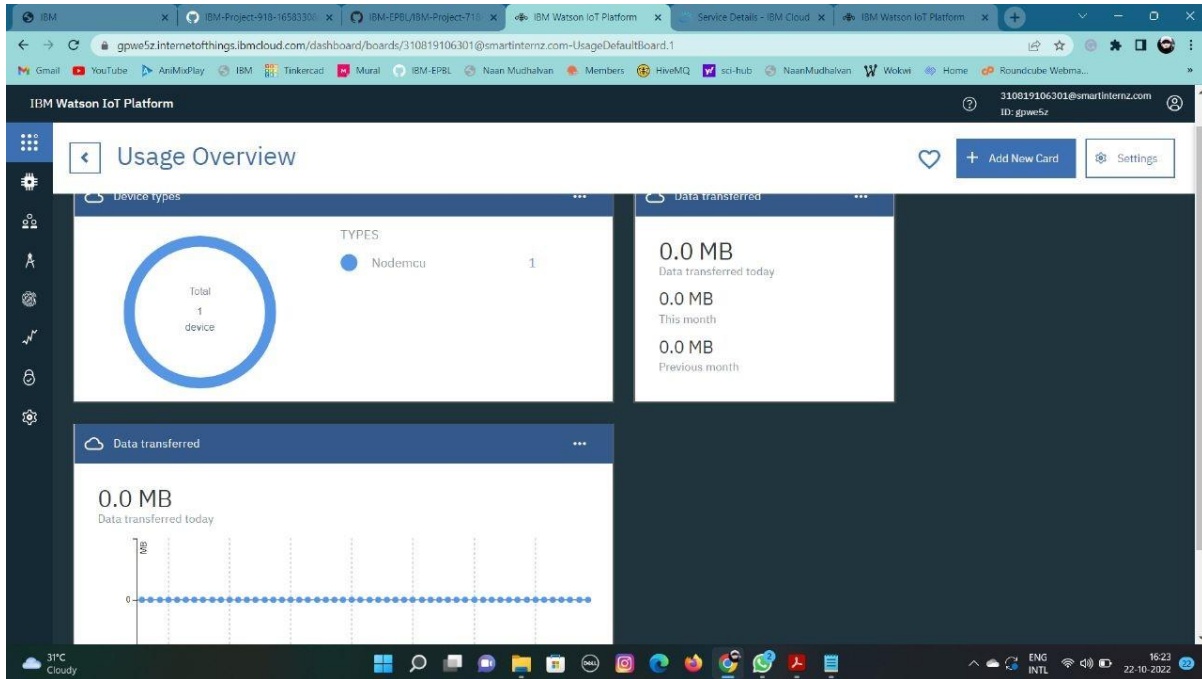 IBM
IBM-Project-918-16583308
IBM-EPBL/IBM-Project-718
IBM Watson IoT Platform
Service Details - IBM Cloud
IBM Watson IoT Platform
gpwe5z.internetofthings.ibmcloud.com/dashboard/boards/310819106301@smartinternz.com-UsageDefaultBoard.1
Gmail YouTube AniMixPlay IBM Tinkercad Mural IBM-EPBL Naan Mudhalvan Members HiveMQ sci-hub NaanMudhalvan Wokwi Home Roundcube Webma...
IBM Watson IoT Platform
310819106301@smartinternz.com
ID: gpwe5z
Usage Overview
+ Add New Card
Settings
Device types
TYPES
Nodemcu 1
Total
1
device
Data transferred
0.0 MB
Data transferred today
0.0 MB
This month
0.0 MB
Previous month
Data transferred
0.0 MB
Data transferred today
MB
0
31°C
Cloudy
DELL
ENG
INTL
16:23
22-10-2022
22